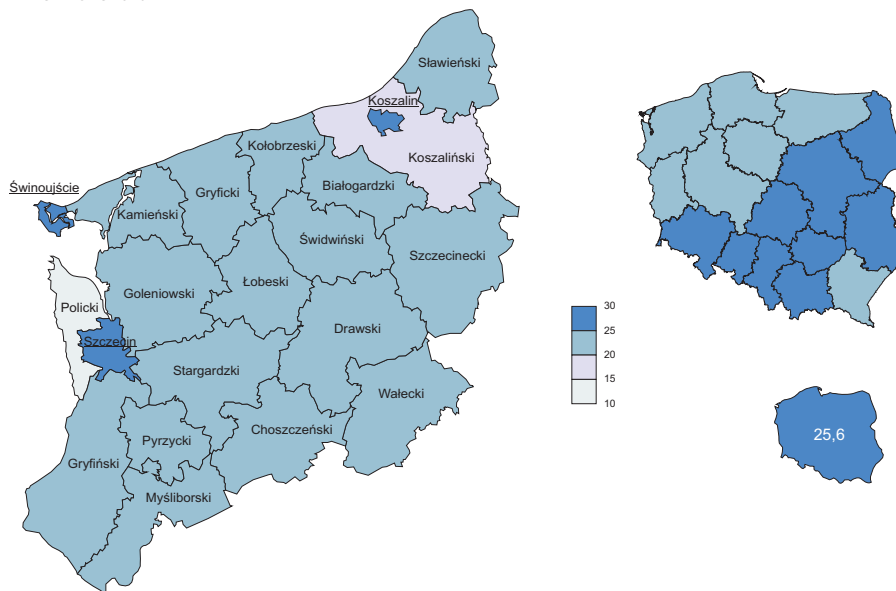 Sławieński
Koszalin
Kołobrzeski
Koszaliński
Świnoujście
Gryficki
Białogardzki
Kamieński
Świdwiński
Szczecinecki
Goleniowski
Łobeski
Policki
Drawski
Szczecin
Stargardzki
Wałecki
Choszczeński
Pyrzycki
Gryfiński
Myśliborski
30
25
20
15
10
25,6